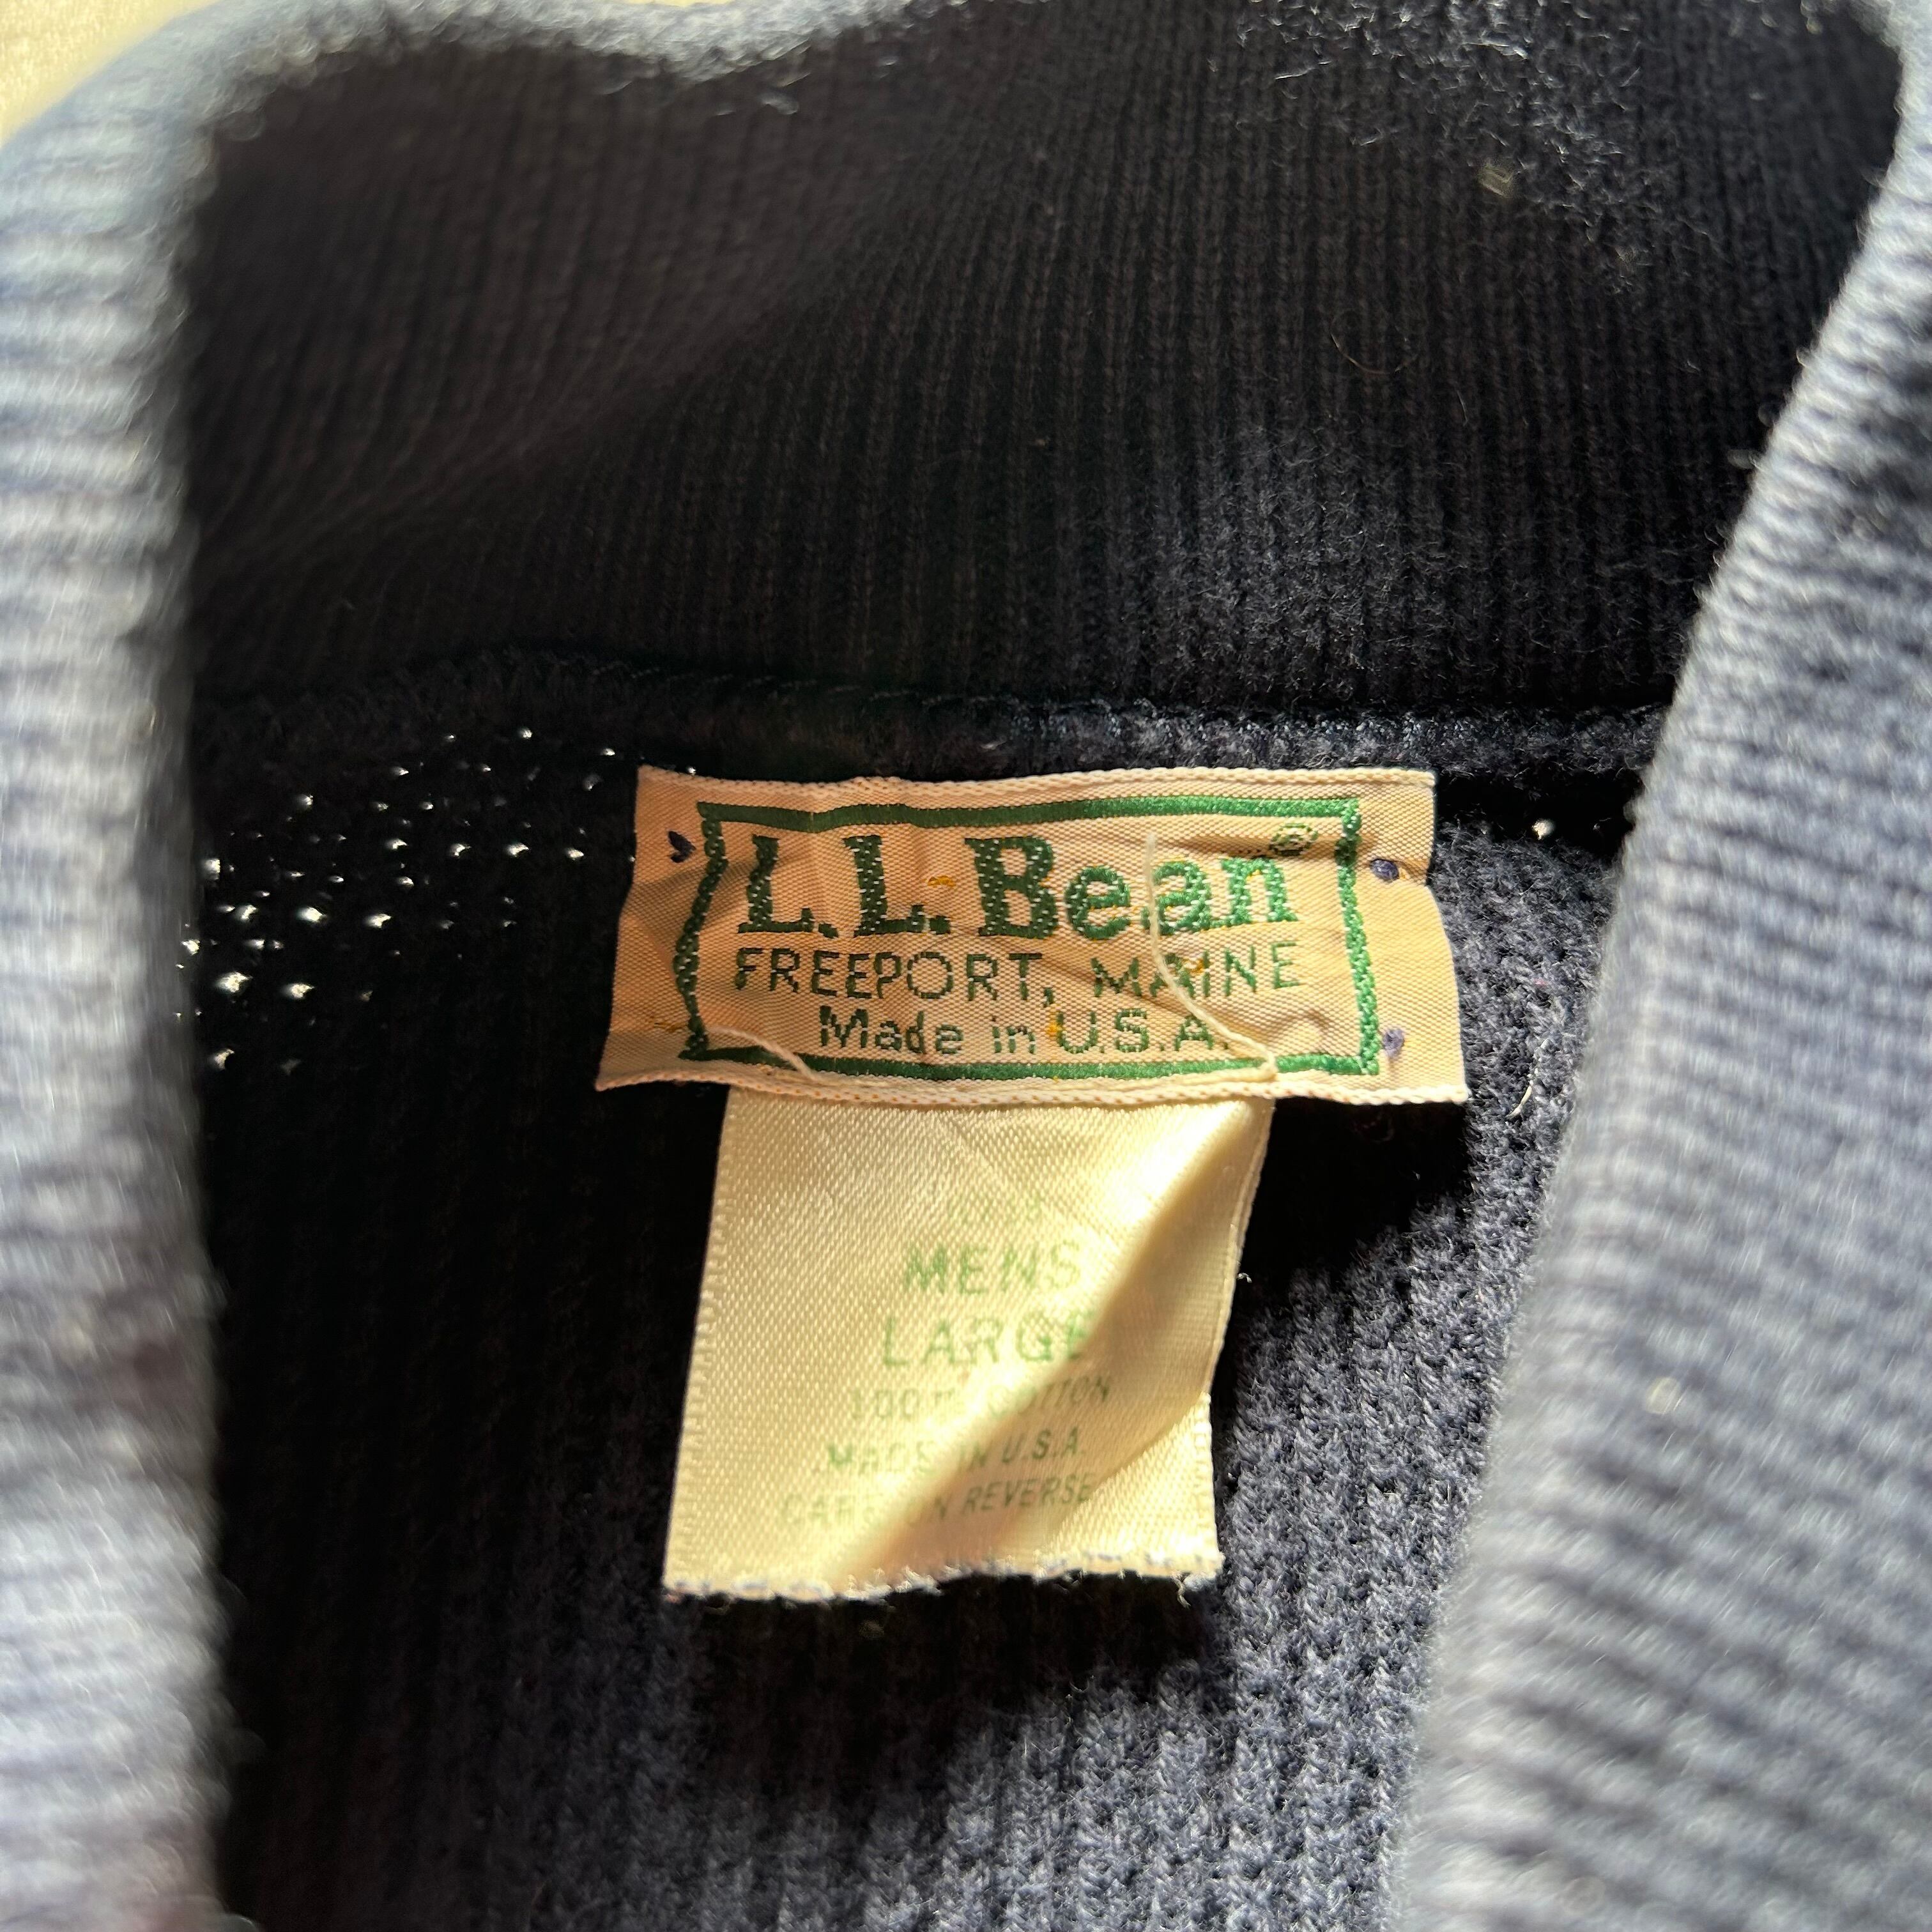 L.L.Bean®
FREEPORT, MAINE
Made in U.S.A.
MENS
LARGE
100% COTTON
MADE IN U.S.A.
CARE ON REVERSE